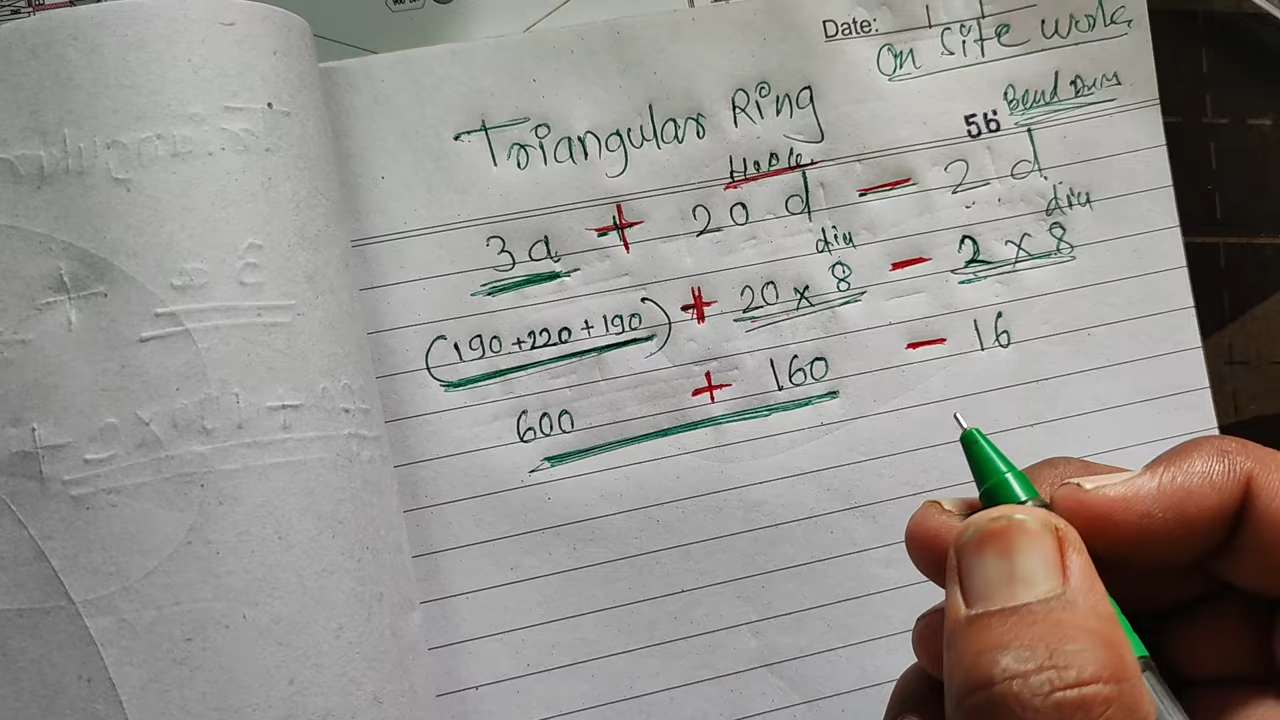 Date:
On Site work
Triangular Ring
56 Bend
Hook
3a + 20 d - 2 d
dia dia
(190+220+190) + 20 x 8 - 2 x 8
600 + 160 - 16